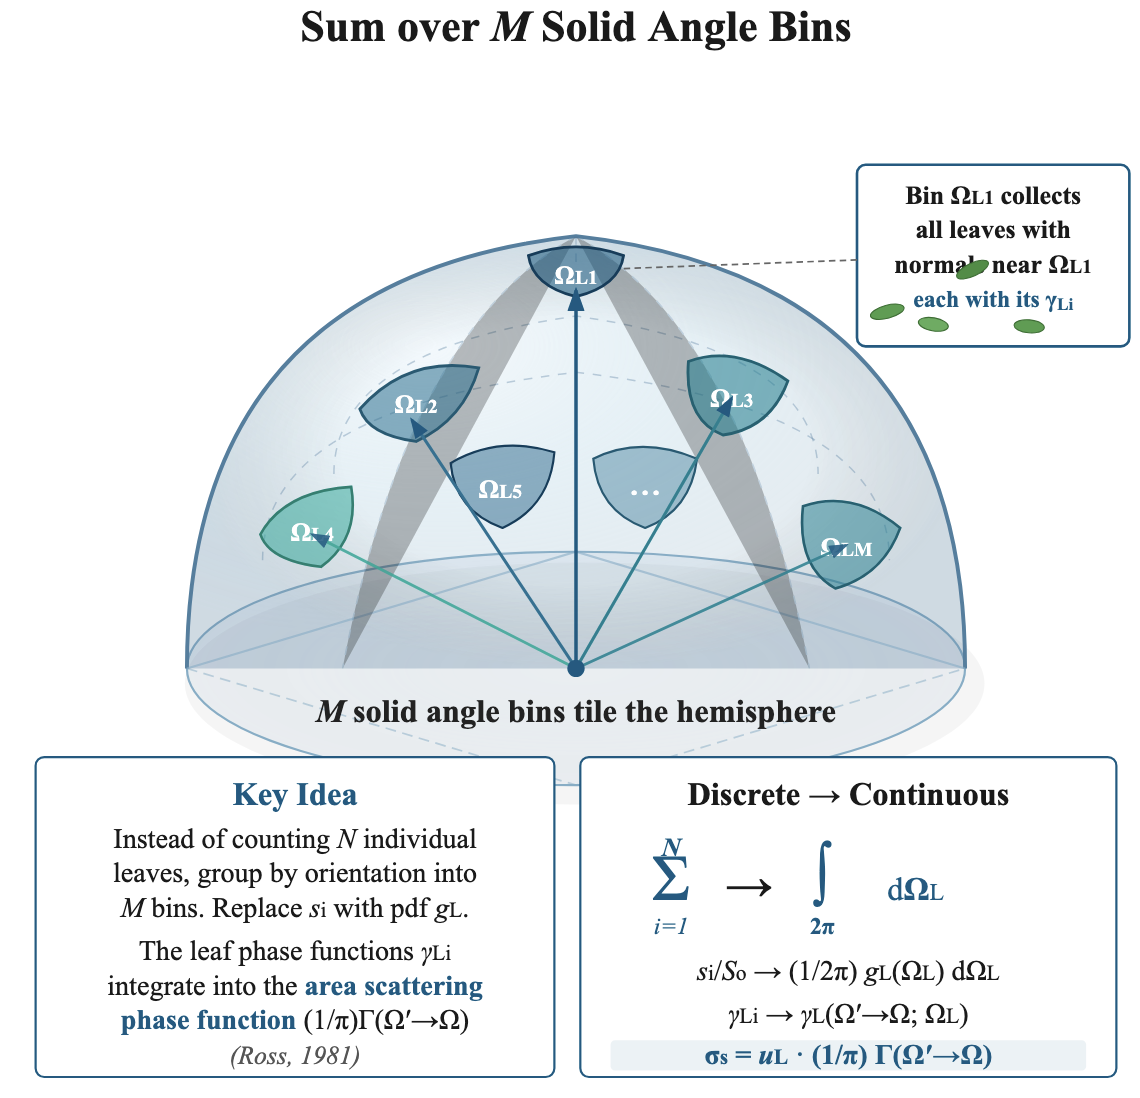 Sum over M Solid Angle Bins
Bin ΩL1 collects
all leaves with
normals near ΩL1
each with its γLi
ΩL1
ΩL2
ΩL3
ΩL5
...
ΩL4
ΩLM
M solid angle bins tile the hemisphere
Key Idea
Instead of counting N individual
leaves, group by orientation into
M bins. Replace si with pdf gL.
The leaf phase functions γLi
integrate into the area scattering
phase function (1/π)Γ(Ω′→Ω)
(Ross, 1981)
Discrete → Continuous
N
Σ → ∫ dΩL
i=1 2π
si/S0 → (1/2π) gL(ΩL) dΩL
γLi → γL(Ω′→Ω; ΩL)
σs = uL · (1/π) Γ(Ω′→Ω)